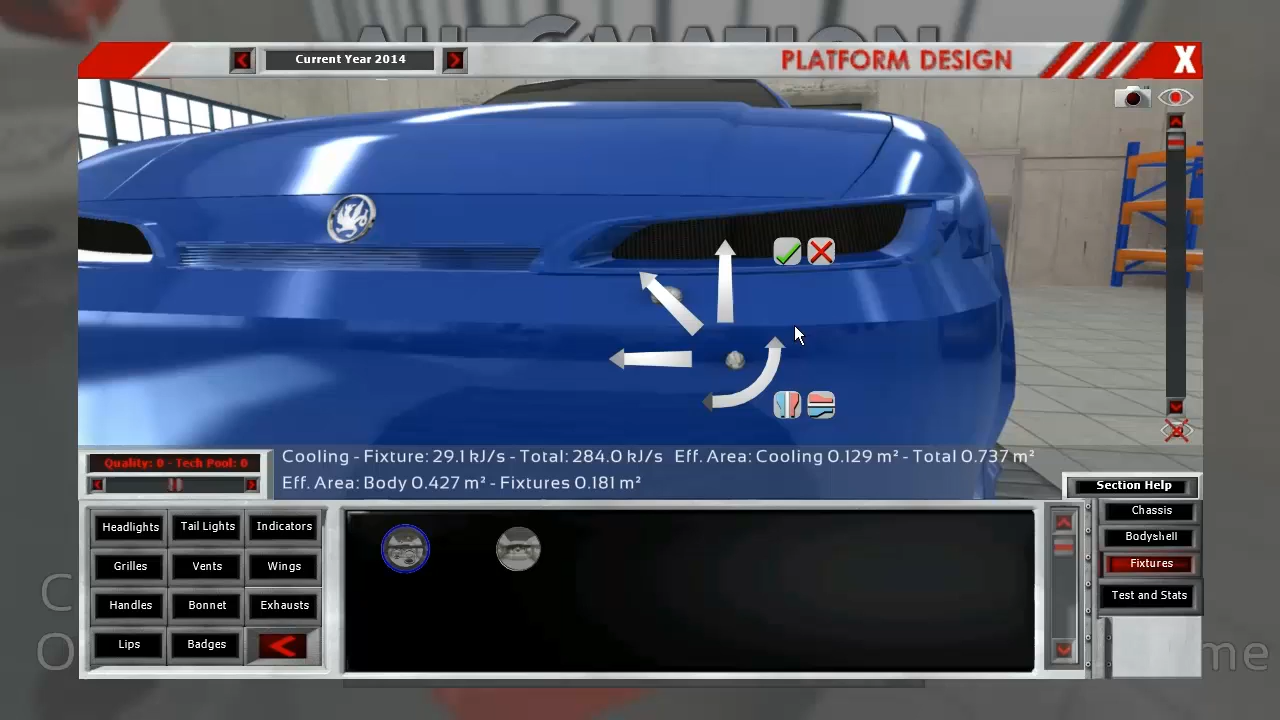 AUTOMATION
Current Year 2014
PLATFORM DESIGN
X
Quality: 0 - Tech Pool: 0
Cooling - Fixture: 29.1 kJ/s - Total: 284.0 kJ/s Eff. Area: Cooling 0.129 m² - Total 0.737 m²
Eff. Area: Body 0.427 m² - Fixtures 0.181 m²
Section Help
Headlights
Tail Lights
Indicators
Chassis
Bodyshell
Grilles
Vents
Wings
Fixtures
Handles
Bonnet
Exhausts
Test and Stats
Lips
Badges
C
O
me